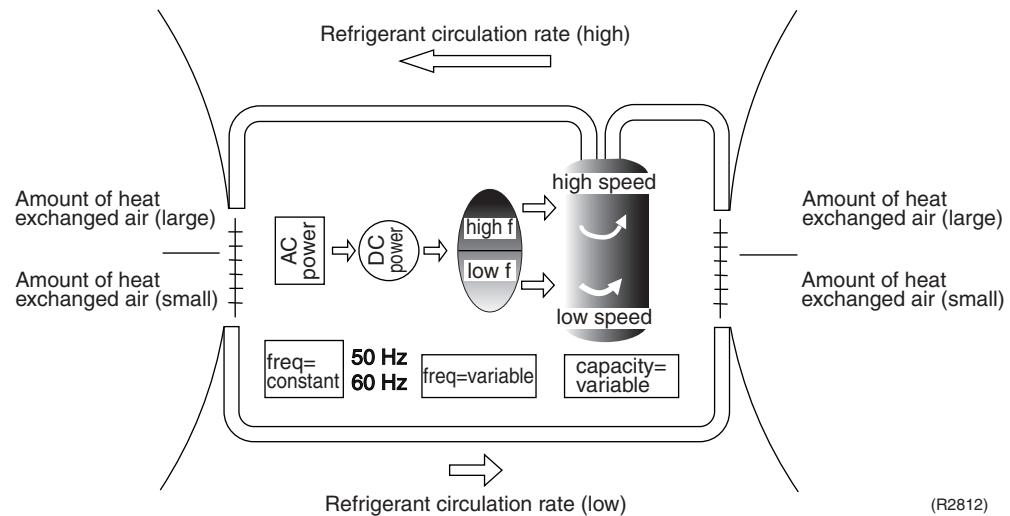 Refrigerant circulation rate (high)
Amount of heat
exchanged air (large)
Amount of heat
exchanged air (small)
AC
power
DC
power
high f
low f
high speed
low speed
Amount of heat
exchanged air (large)
Amount of heat
exchanged air (small)
freq=
constant
50 Hz
60 Hz
freq=variable
capacity=
variable
Refrigerant circulation rate (low)
(R2812)